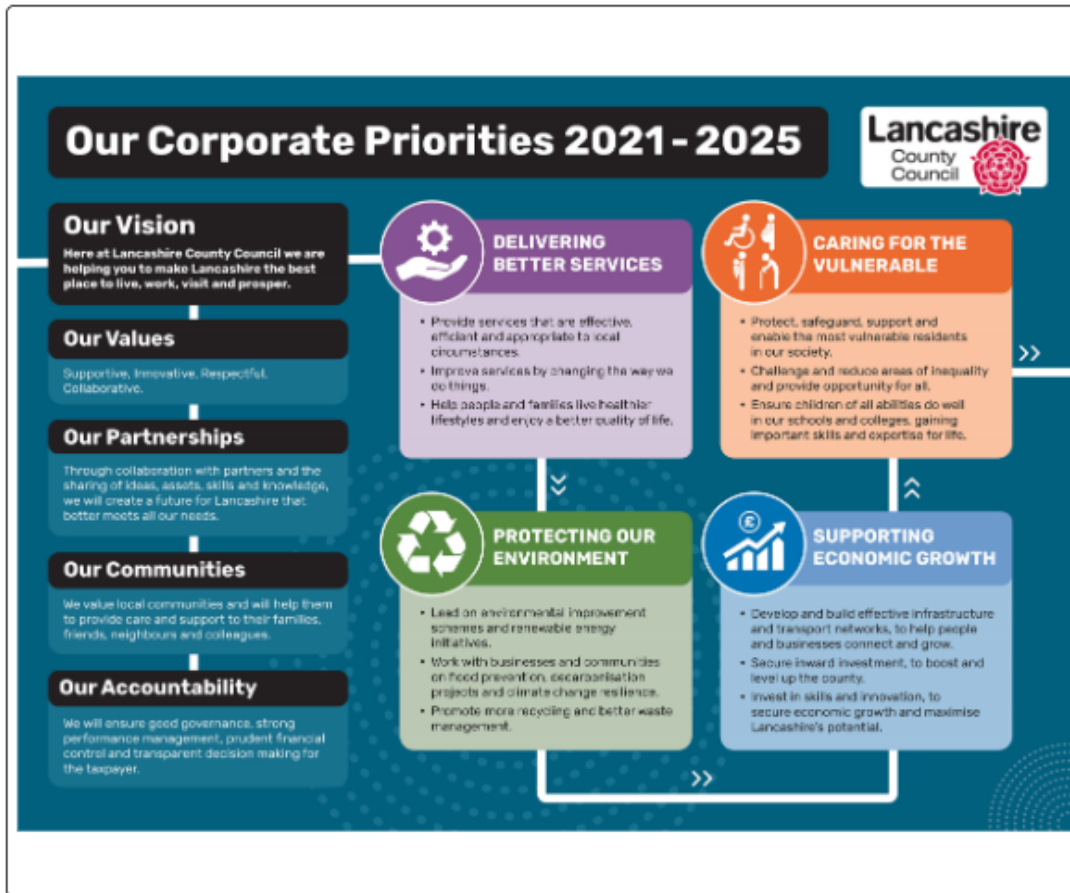 Our Corporate Priorities 2021-2025
Lancashire
County
Council
Our Vision
Here at Lancashire County Council we are
helping you to make Lancashire the best
place to live, work, visit and prosper.
Our Values
Supportive, Innovative, Respectful,
Collaborative.
Our Partnerships
Through collaboration with partners and the
sharing of ideas, assets, skills and knowledge,
we will create a future for Lancashire that
better meets all our needs.
Our Communities
We value local communities and will help them
to provide care and support to their families,
friends, neighbours and colleagues.
Our Accountability
We will ensure good governance, strong
performance management, prudent financial
control and transparent decision making for
the taxpayer.
DELIVERING
BETTER SERVICES
• Provide services that are effective,
efficient and appropriate to local
circumstances.
• Improve services by changing the way we
do things.
• Help people and families live healthier
lifestyles and enjoy a better quality of life.
PROTECTING OUR
ENVIRONMENT
• Lead on environmental improvement
schemes and renewable energy
initiatives.
• Work with businesses and communities
on flood prevention, decarbonisation
projects and climate change resilience.
• Promote more recycling and better waste
management.
£
SUPPORTING
ECONOMIC GROWTH
• Develop and build effective infrastructure
and transport networks, to help people
and businesses connect and grow.
• Secure inward investment, to boost and
level up the county.
• Invest in skills and innovation, to
secure economic growth and maximise
Lancashire's potential.
CARING FOR THE
VULNERABLE
• Protect, safeguard, support and
enable the most vulnerable residents
in our society.
• Challenge and reduce areas of inequality
and provide opportunity for all.
• Ensure children of all abilities do well
in our schools and colleges, gaining
important skills and expertise for life.